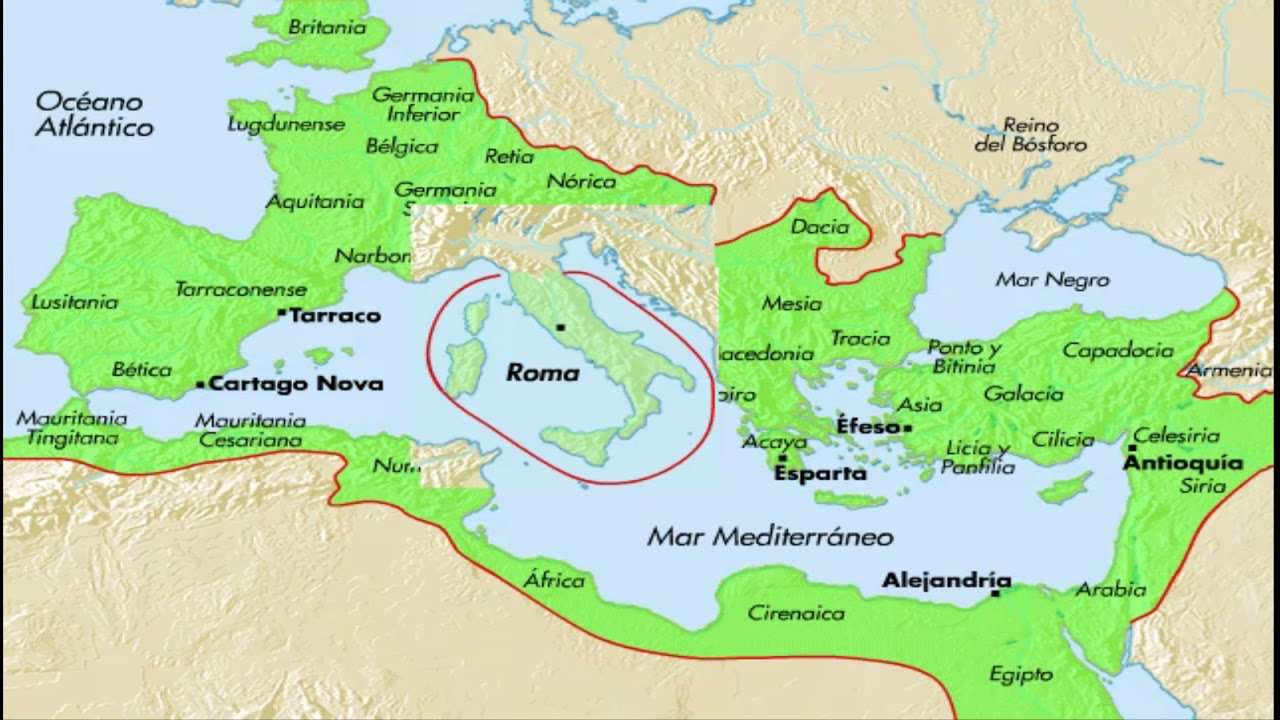 Britania
Océano
Atlántico
Germania
Inferior
Lugdunense
Bélgica
Retia
Reino
del Bósforo
Germania
Nórica
Aquitania
Dacia
Narbon
Mar Negro
Lusitania
Tarraconense
Tarraco
Mesia
Tracia
Ponto y
Bitinia
Capadocia
acedonia
Armenia
Bética
Cartago Nova
Roma
Galacia
Asia
Mauritania
Tingitana
Mauritania
Cesariana
Éfeso
Acaya
Esparta
Licia y
Panfilia
Cilicia
Celesiria
Antioquía
Siria
Mar Mediterráneo
África
Alejandría
Arabia
Cirenaica
Egipto